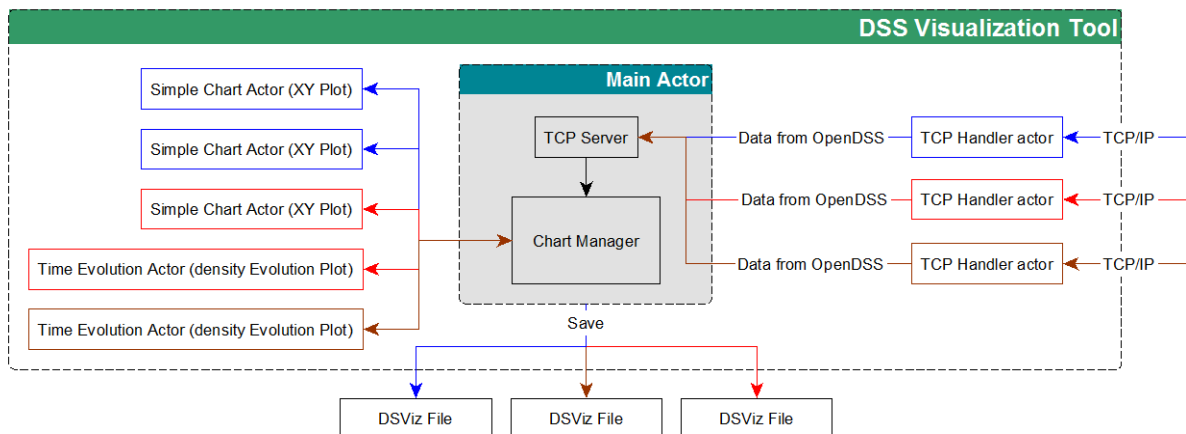 DSS Visualization Tool
Main Actor
Simple Chart Actor (XY Plot)
Simple Chart Actor (XY Plot)
Simple Chart Actor (XY Plot)
Time Evolution Actor (density Evolution Plot)
Time Evolution Actor (density Evolution Plot)
TCP Server
Chart Manager
Data from OpenDSS
TCP Handler actor
TCP/IP
Data from OpenDSS
TCP Handler actor
TCP/IP
Data from OpenDSS
TCP Handler actor
TCP/IP
Save
DSViz File
DSViz File
DSViz File